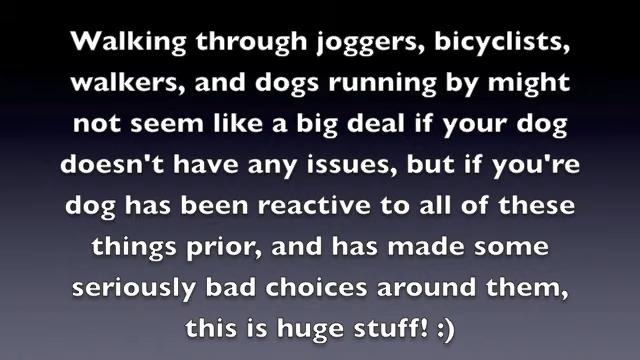 Walking through joggers, bicyclists,
walkers, and dogs running by might
not seem like a big deal if your dog
doesn't have any issues, but if you're
dog has been reactive to all of these
things prior, and has made some
seriously bad choices around them,
this is huge stuff! :)